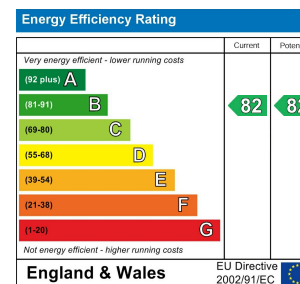 Energy Efficiency Rating
Current Poten
Very energy efficient - lower running costs
(92 plus) A
(81-91) B 82 82
(69-80) C
(55-68) D
(39-54) E
(21-38) F
(1-20) G
Not energy efficient - higher running costs
England & Wales
EU Directive
2002/91/EC